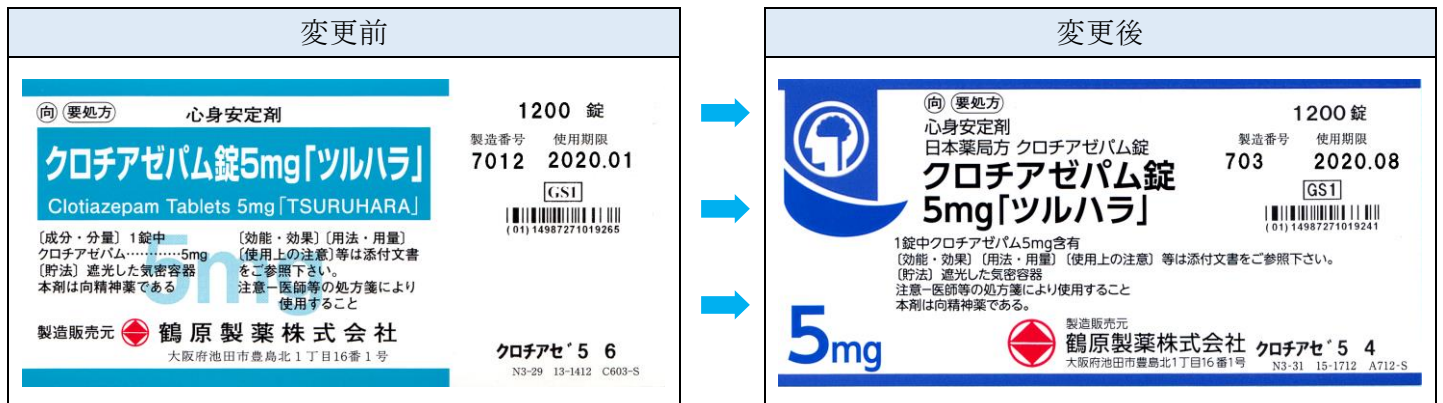 変更前
向 要処方 心身安定剤
クロチアゼパム錠5mg「ツルハラ」
Clotiazepam Tablets 5mg「TSURUHARA」
5mg
〔成分・分量〕1錠中
クロチアゼパム…………5mg
〔貯法〕遮光した気密容器
本剤は向精神薬である
〔効能・効果〕〔用法・用量〕
〔使用上の注意〕等は添付文書
をご参照下さい。
注意−医師等の処方箋により
使用すること
製造販売元 鶴原製薬株式会社
大阪府池田市豊島北1丁目16番1号
1200 錠
製造番号 使用期限
7012 2020.01
GS1
(01)14987271019265
クロチアセ゛5 6
N3-29 13-1412 C603-S
変更後
向 要処方
心身安定剤
日本薬局方 クロチアゼパム錠
クロチアゼパム錠
5mg「ツルハラ」
1錠中クロチアゼパム5mg含有
〔効能・効果〕〔用法・用量〕〔使用上の注意〕等は添付文書をご参照下さい。
〔貯法〕遮光した気密容器
注意−医師等の処方箋により使用すること
本剤は向精神薬である。
5mg
製造販売元
鶴原製薬株式会社
大阪府池田市豊島北1丁目16番1号
1200錠
製造番号 使用期限
703 2020.08
GS1
(01)14987271019241
クロチアセ゛5 4
N3-31 15-1712 A712-S